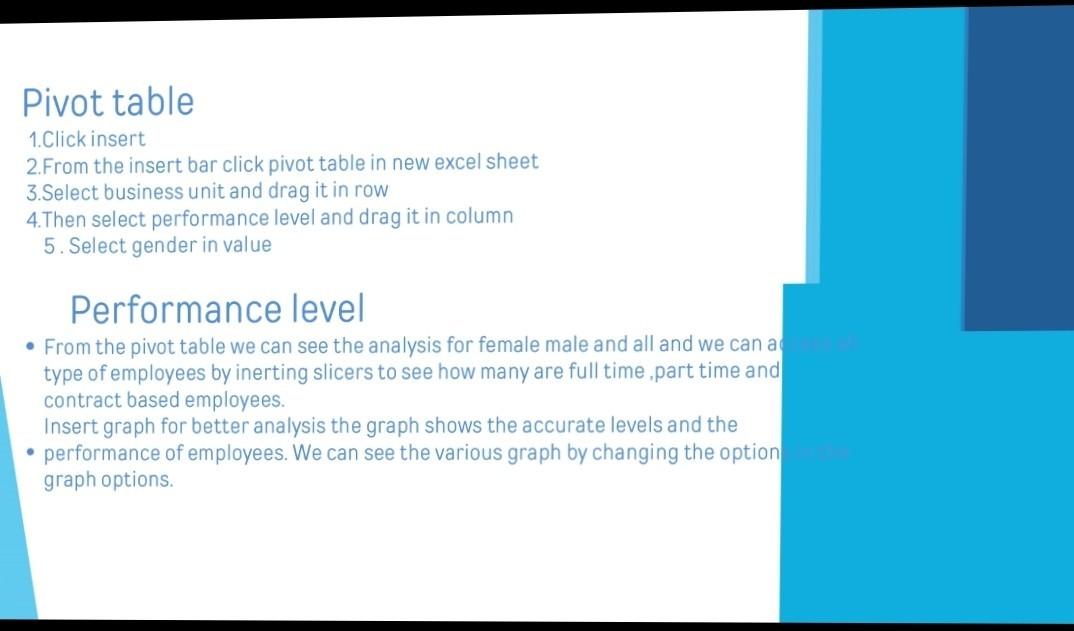 Pivot table
1.Click insert
2.From the insert bar click pivot table in new excel sheet
3.Select business unit and drag it in row
4.Then select performance level and drag it in column
5 . Select gender in value
Performance level
• From the pivot table we can see the analysis for female male and all and we can access all
type of employees by inerting slicers to see how many are full time ,part time and
contract based employees.
Insert graph for better analysis the graph shows the accurate levels and the
• performance of employees. We can see the various graph by changing the options in the
graph options.